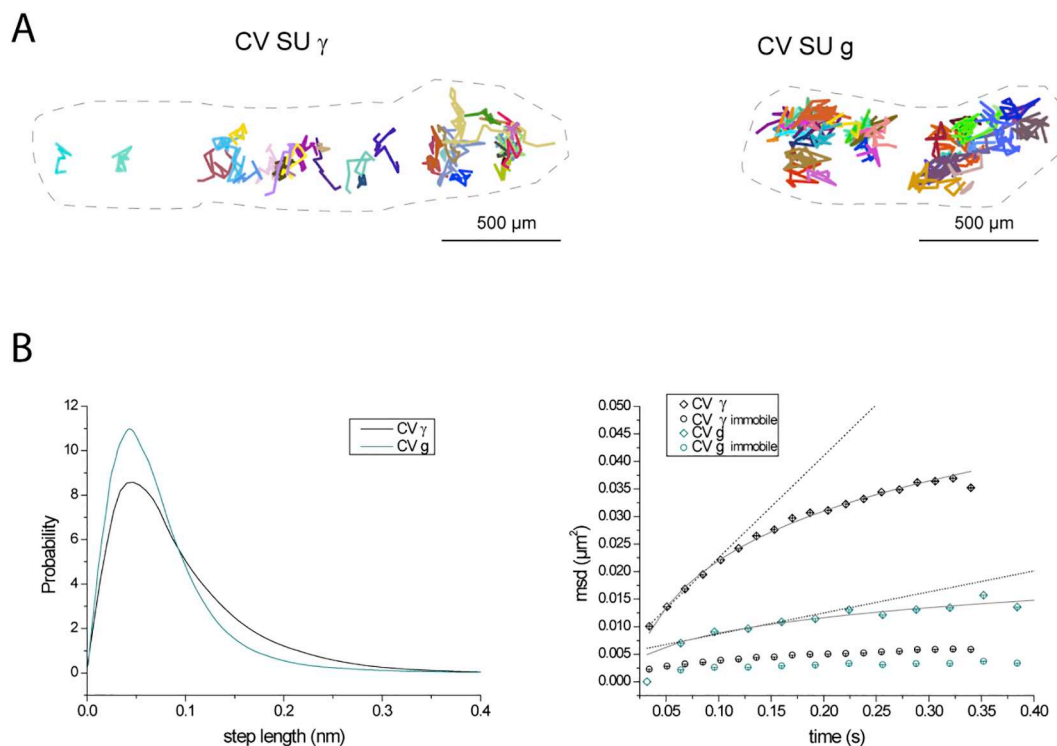 A
CV SU γ
CV SU g
500 µm
500 µm
B
12
10
8
6
4
2
0
Probability
0.0
0.1
0.2
0.3
0.4
step length (nm)
CV γ
CV g
CV γ
CV γ immobile
CV g
CV g immobile
0.050
0.045
0.040
0.035
0.030
0.025
0.020
0.015
0.010
0.005
0.000
msd (µm²)
0.05
0.10
0.15
0.20
0.25
0.30
0.35
0.40
time (s)